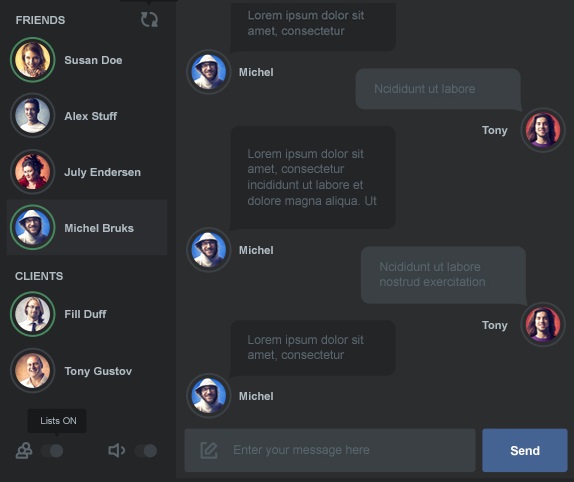 FRIENDS
Susan Doe
Alex Stuff
July Endersen
Michel Bruks
CLIENTS
Fill Duff
Tony Gustov
Lists ON
Lorem ipsum dolor sit
amet, consectetur
Michel
Ncididunt ut labore
Tony
Lorem ipsum dolor sit
amet, consectetur
incididunt ut labore et
dolore magna aliqua. Ut
Michel
Ncididunt ut labore
nostrud exercitation
Tony
Lorem ipsum dolor sit
amet, consectetur
Michel
Enter your message here
Send